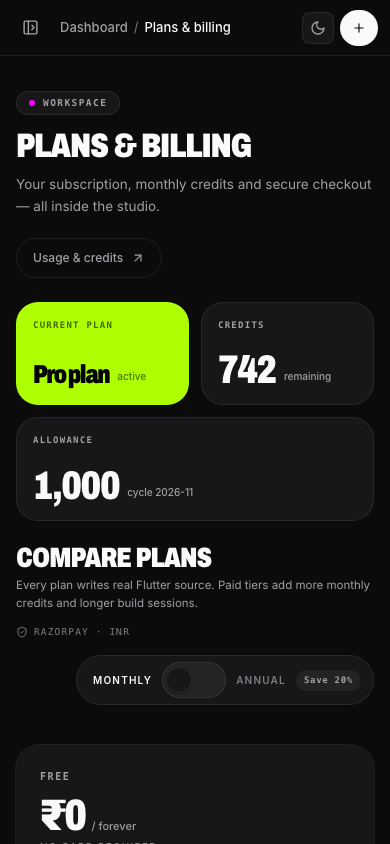 Dashboard / Plans & billing
WORKSPACE
PLANS & BILLING
Your subscription, monthly credits and secure checkout
— all inside the studio.
Usage & credits
CURRENT PLAN
Pro plan active
CREDITS
742 remaining
ALLOWANCE
1,000 cycle 2026-11
COMPARE PLANS
Every plan writes real Flutter source. Paid tiers add more monthly
credits and longer build sessions.
RAZORPAY · INR
MONTHLY ANNUAL Save 20%
FREE
₹0 / forever